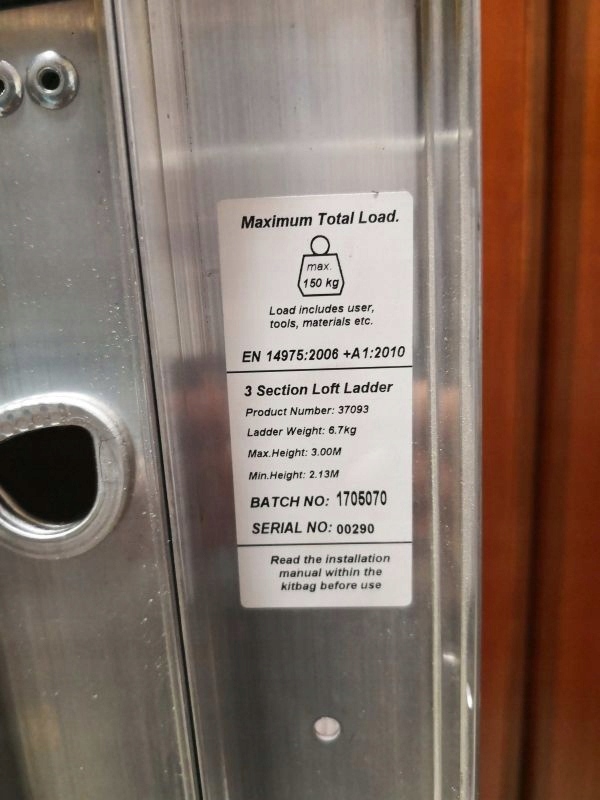 Maximum Total Load.
max.
150 kg
Load includes user,
tools, materials etc.
EN 14975:2006 +A1:2010
3 Section Loft Ladder
Product Number: 37093
Ladder Weight: 6.7kg
Max.Height: 3.00M
Min.Height: 2.13M
BATCH NO: 1705070
SERIAL NO: 00290
Read the installation
manual within the
kitbag before use